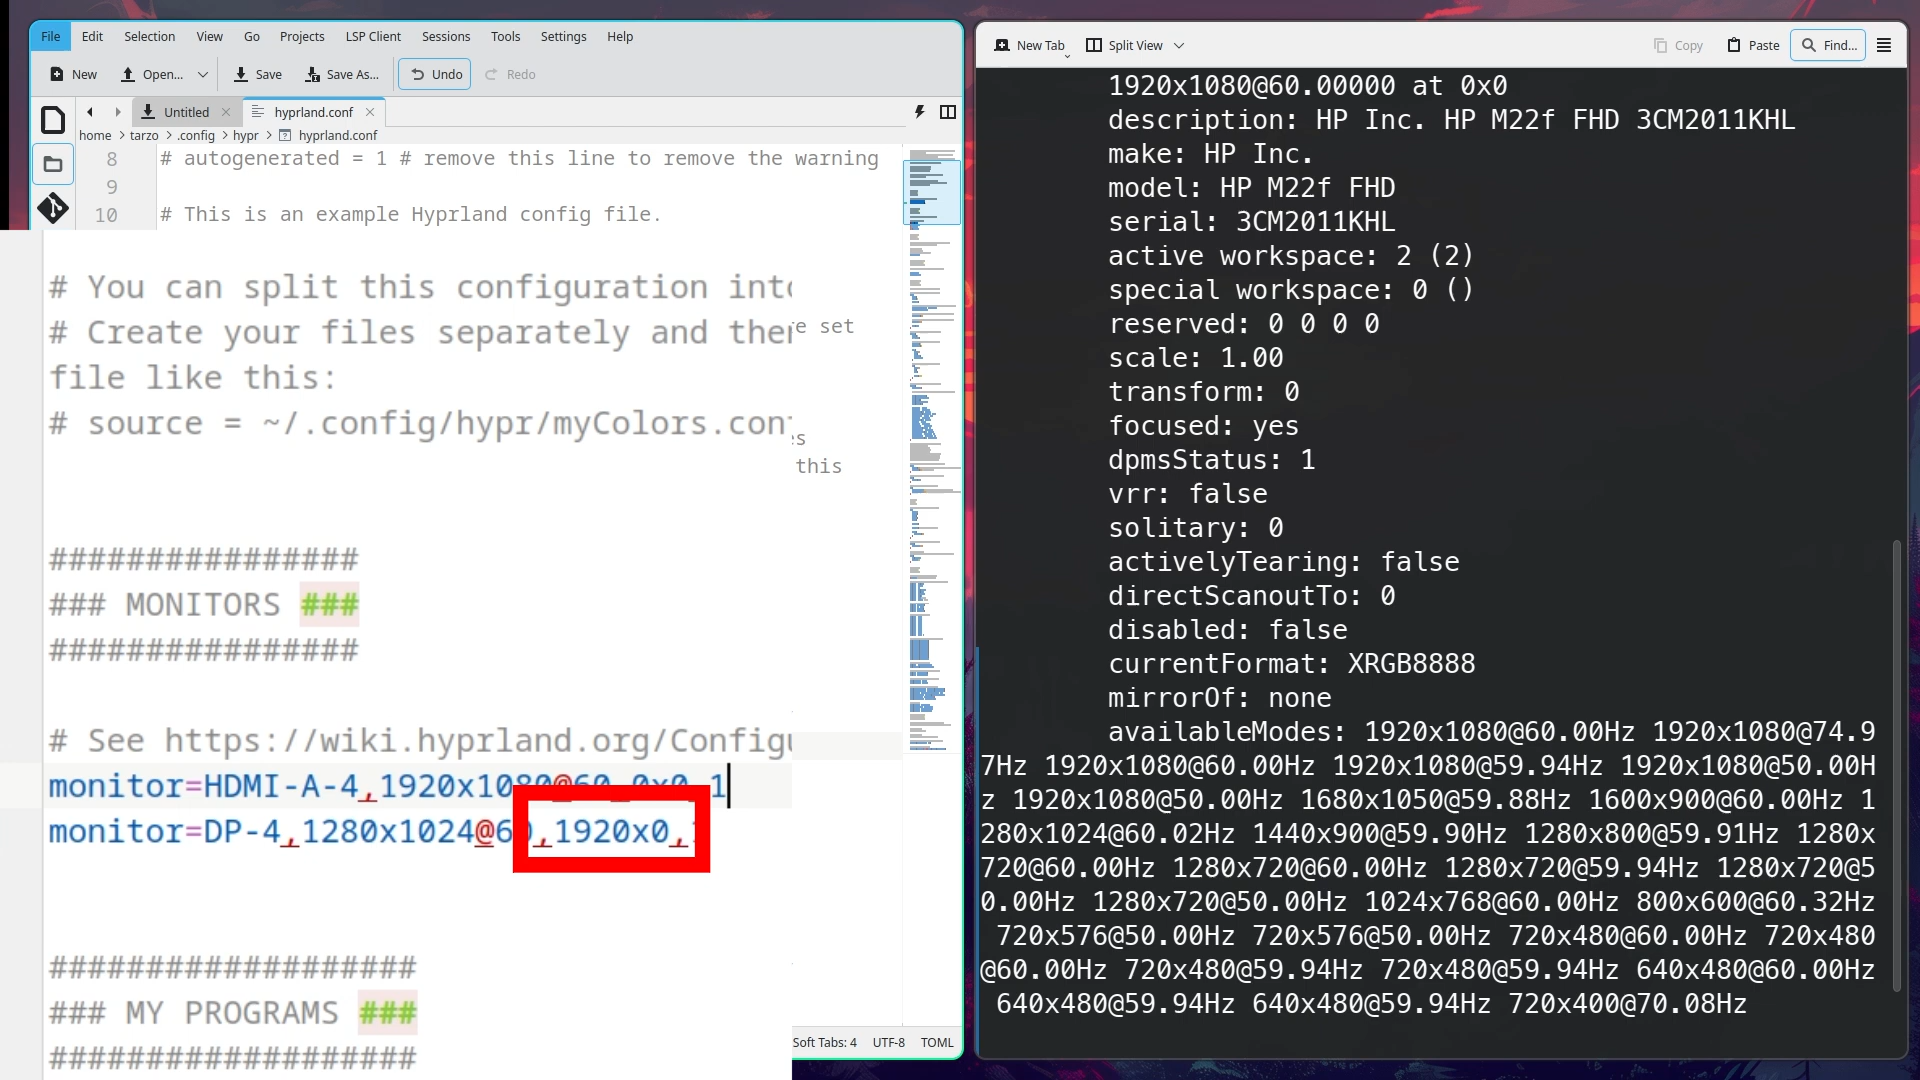 File Edit Selection View Go Projects LSP Client Sessions Tools Settings Help
New Open... Save Save As... Undo Redo
Untitled hyprland.conf
home > tarzo > .config > hypr > hyprland.conf
8 # autogenerated = 1 # remove this line to remove the warning
9
10 # This is an example Hyprland config file.
# You can split this configuration into
e set
# Create your files separately and then
file like this:
# source = ~/.config/hypr/myColors.con
this
################
### MONITORS ###
################
# See https://wiki.hyprland.org/Configu
monitor=HDMI-A-4,1920x1080@60,0x0,1
monitor=DP-4,1280x1024@60,1920x0,
###################
### MY PROGRAMS ###
###################
Soft Tabs: 4 UTF-8 TOML
New Tab Split View Copy Paste Find...
1920x1080@60.00000 at 0x0
description: HP Inc. HP M22f FHD 3CM2011KHL
make: HP Inc.
model: HP M22f FHD
serial: 3CM2011KHL
active workspace: 2 (2)
special workspace: 0 ()
reserved: 0 0 0 0
scale: 1.00
transform: 0
focused: yes
dpmsStatus: 1
vrr: false
solitary: 0
activelyTearing: false
directScanoutTo: 0
disabled: false
currentFormat: XRGB8888
mirrorOf: none
availableModes: 1920x1080@60.00Hz 1920x1080@74.9
7Hz 1920x1080@60.00Hz 1920x1080@59.94Hz 1920x1080@50.00H
z 1920x1080@50.00Hz 1680x1050@59.88Hz 1600x900@60.00Hz 1
280x1024@60.02Hz 1440x900@59.90Hz 1280x800@59.91Hz 1280x
720@60.00Hz 1280x720@60.00Hz 1280x720@59.94Hz 1280x720@5
0.00Hz 1280x720@50.00Hz 1024x768@60.00Hz 800x600@60.32Hz
720x576@50.00Hz 720x576@50.00Hz 720x480@60.00Hz 720x480
@60.00Hz 720x480@59.94Hz 720x480@59.94Hz 640x480@60.00Hz
640x480@59.94Hz 640x480@59.94Hz 720x400@70.08Hz